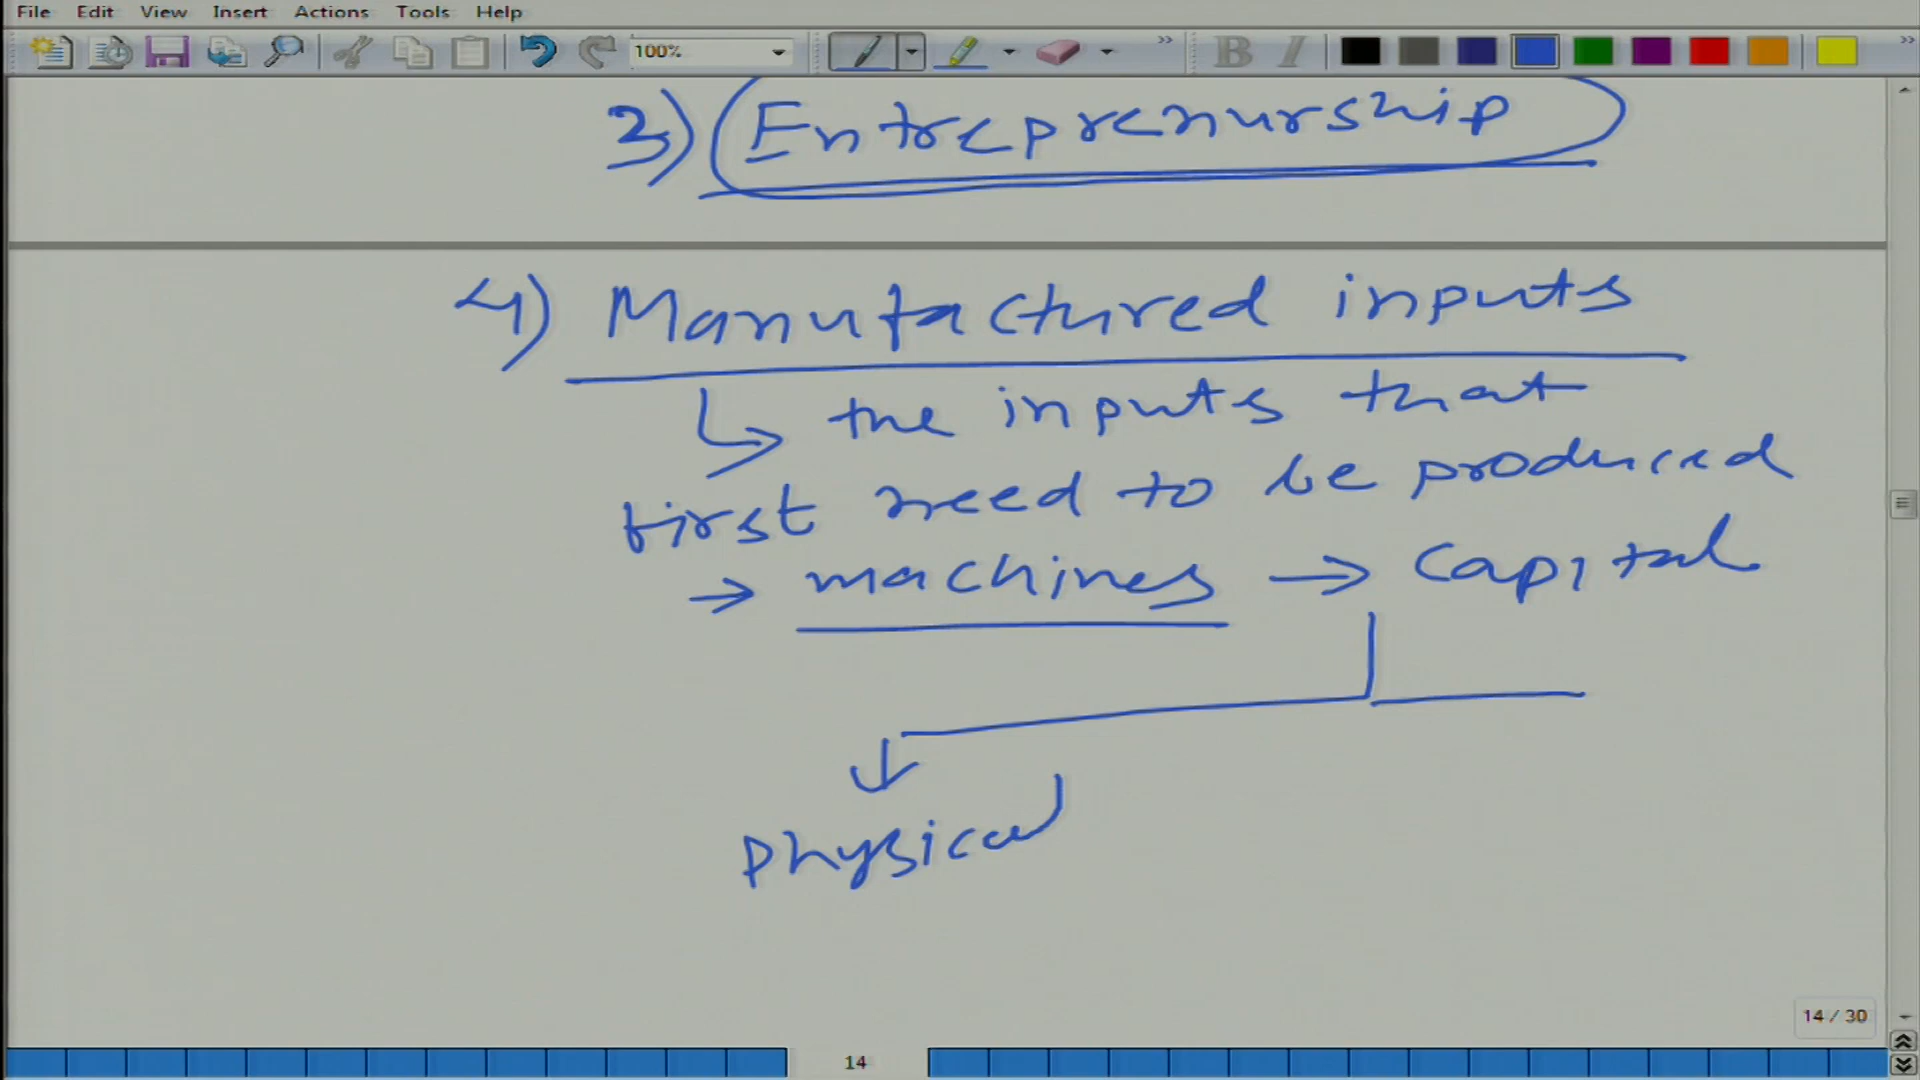 File Edit View Insert Actions Tools Help
100% B I
3) Entreprenurship
4) Manufactured inputs
↳ the inputs that
first need to be produced
→ machines → Capital
Physical
14 / 30
14